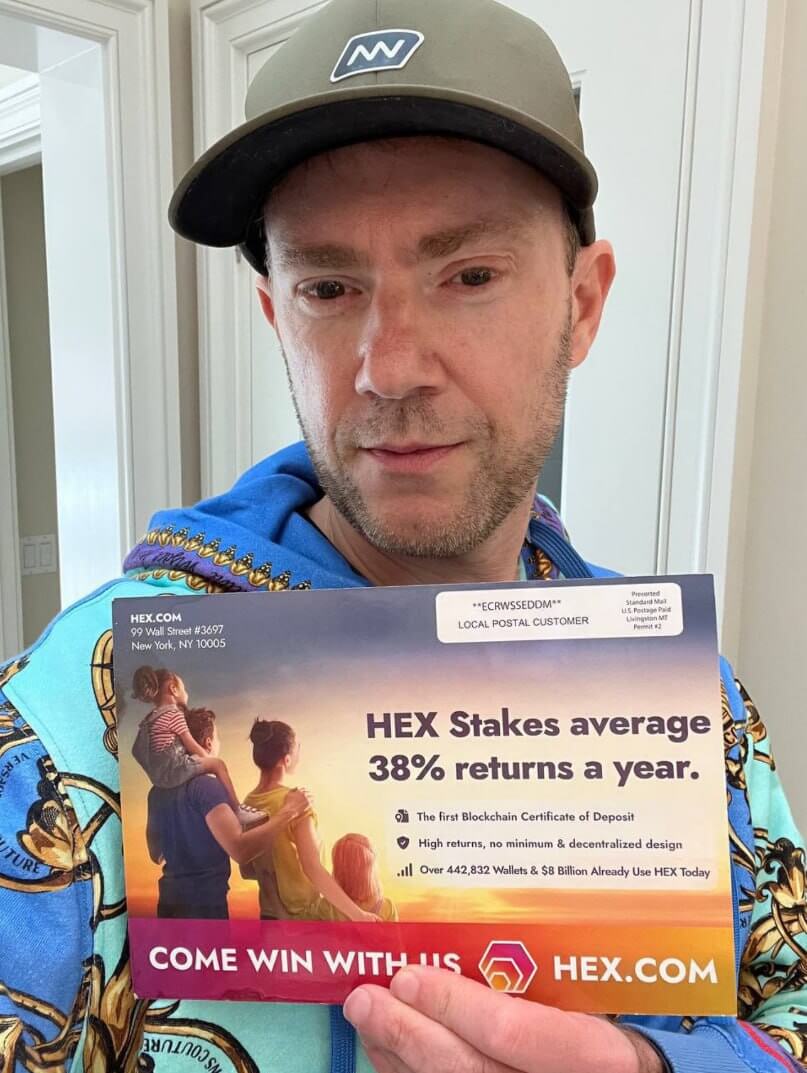 HEX.COM
99 Wall Street #3697
New York, NY 10005
**ECRWSSEDDM**
LOCAL POSTAL CUSTOMER
Presorted
Standard Mail
U.S. Postage Paid
Livingston MT
Permit #2
HEX Stakes average
38% returns a year.
The first Blockchain Certificate of Deposit
High returns, no minimum & decentralized design
Over 442,832 Wallets & $8 Billion Already Use HEX Today
COME WIN WITH US
HEX.COM